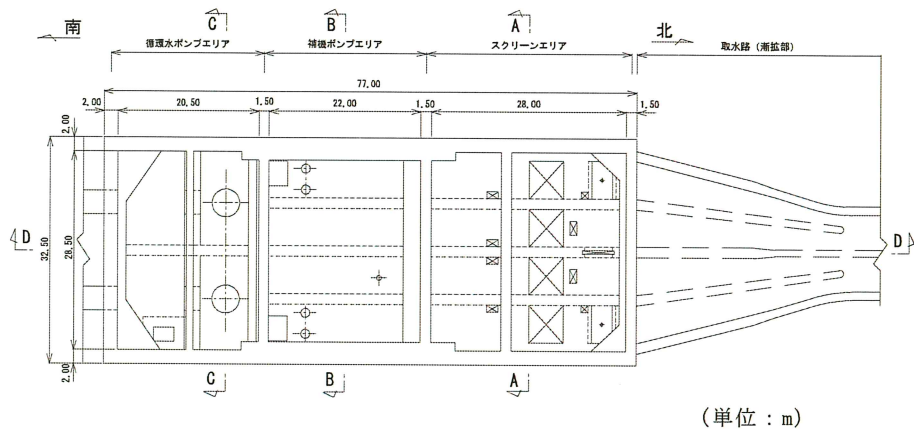 南
C
B
A
北
循環水ポンプエリア
補機ポンプエリア
スクリーンエリア
取水路（漸拡部）
77.00
2.00
20.50
1.50
22.00
1.50
28.00
1.50
2.00
32.50
28.50
2.00
D
D
C
B
A
(単位：m)